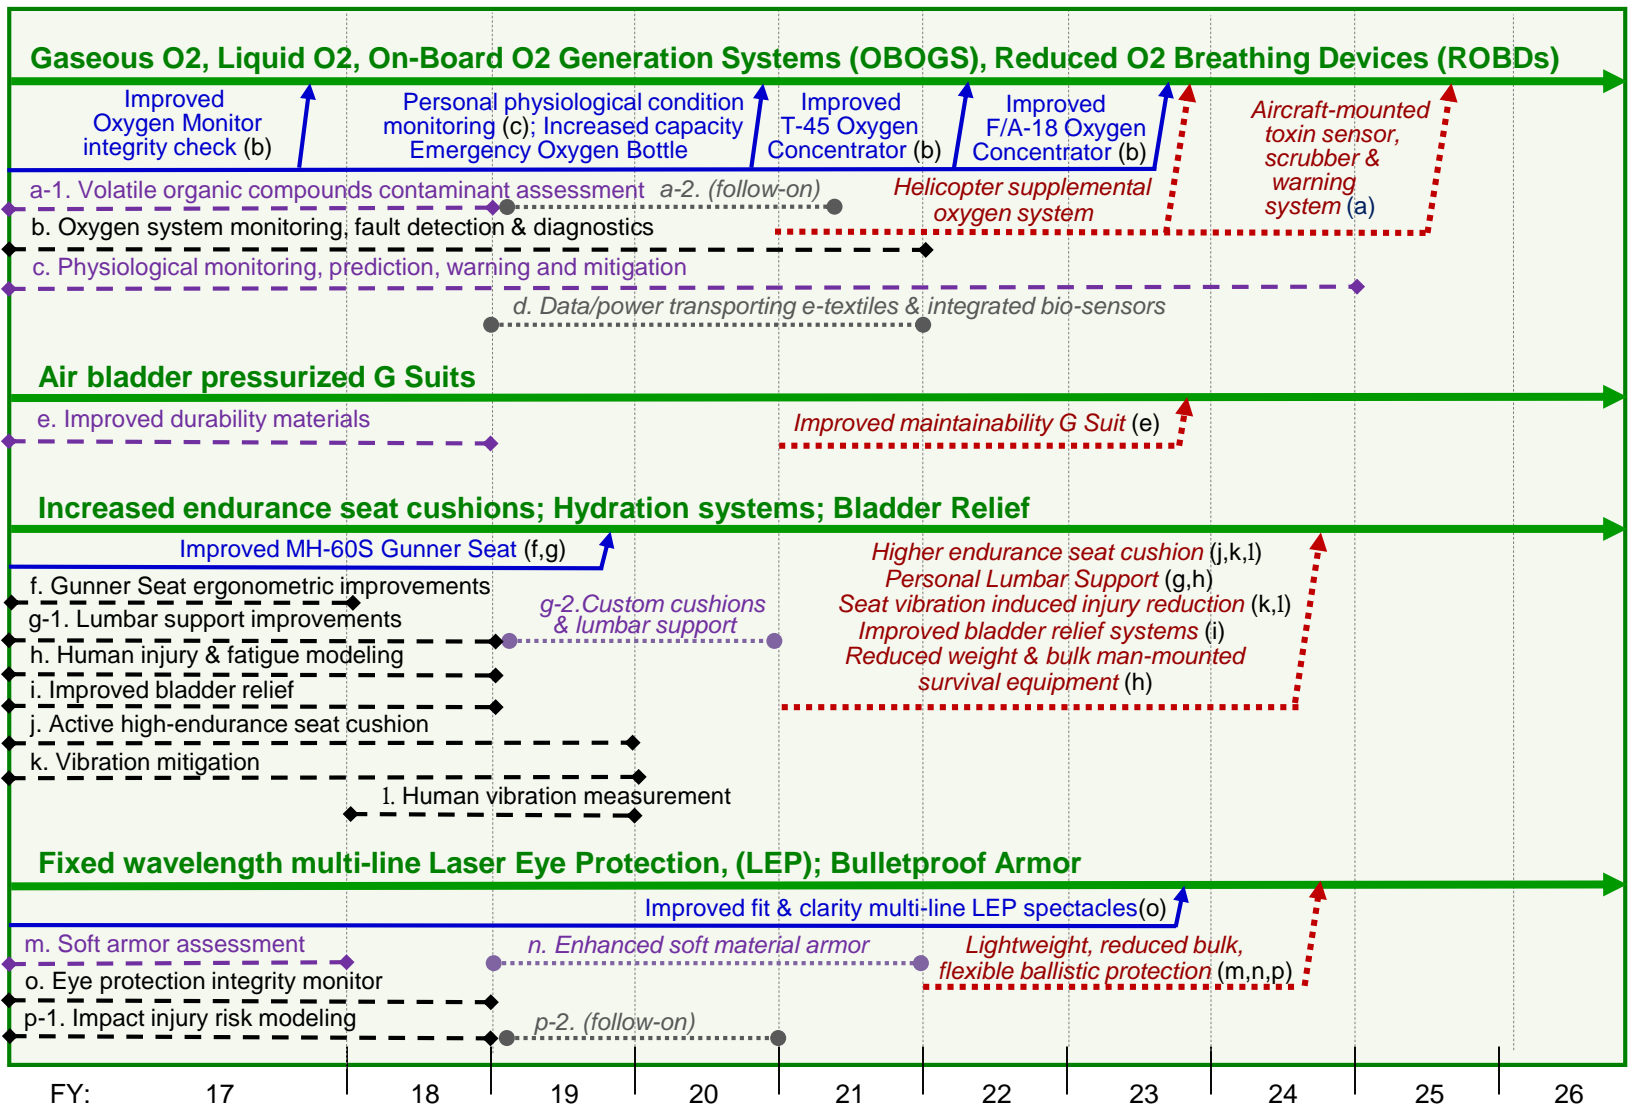 Gaseous O2, Liquid O2, On-Board O2 Generation Systems (OBOGS), Reduced O2 Breathing Devices (ROBDs)
Improved
Oxygen Monitor
integrity check (b)
Personal physiological condition
monitoring (c); Increased capacity
Emergency Oxygen Bottle
Improved
T-45 Oxygen
Concentrator (b)
Improved
F/A-18 Oxygen
Concentrator (b)
Aircraft-mounted
toxin sensor,
scrubber &
warning
system (a)
a-1. Volatile organic compounds contaminant assessment
a-2. (follow-on)
Helicopter supplemental
oxygen system
b. Oxygen system monitoring, fault detection & diagnostics
c. Physiological monitoring, prediction, warning and mitigation
d. Data/power transporting e-textiles & integrated bio-sensors
Air bladder pressurized G Suits
e. Improved durability materials
Improved maintainability G Suit (e)
Increased endurance seat cushions; Hydration systems; Bladder Relief
Improved MH-60S Gunner Seat (f,g)
f. Gunner Seat ergonometric improvements
g-1. Lumbar support improvements
g-2.Custom cushions
& lumbar support
h. Human injury & fatigue modeling
i. Improved bladder relief
j. Active high-endurance seat cushion
k. Vibration mitigation
l. Human vibration measurement
Higher endurance seat cushion (j,k,l)
Personal Lumbar Support (g,h)
Seat vibration induced injury reduction (k,l)
Improved bladder relief systems (i)
Reduced weight & bulk man-mounted
survival equipment (h)
Fixed wavelength multi-line Laser Eye Protection, (LEP); Bulletproof Armor
Improved fit & clarity multi-line LEP spectacles(o)
m. Soft armor assessment
n. Enhanced soft material armor
Lightweight, reduced bulk,
flexible ballistic protection (m,n,p)
o. Eye protection integrity monitor
p-1. Impact injury risk modeling
p-2. (follow-on)
FY: 17 18 19 20 21 22 23 24 25 26